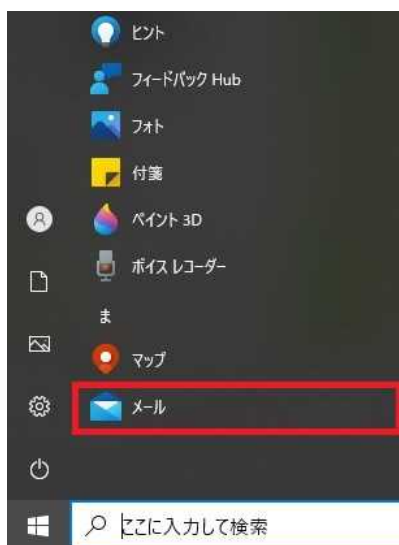 ヒント
フィードバック Hub
フォト
付箋
ペイント 3D
ボイス レコーダー
ま
マップ
メール
ここに入力して検索